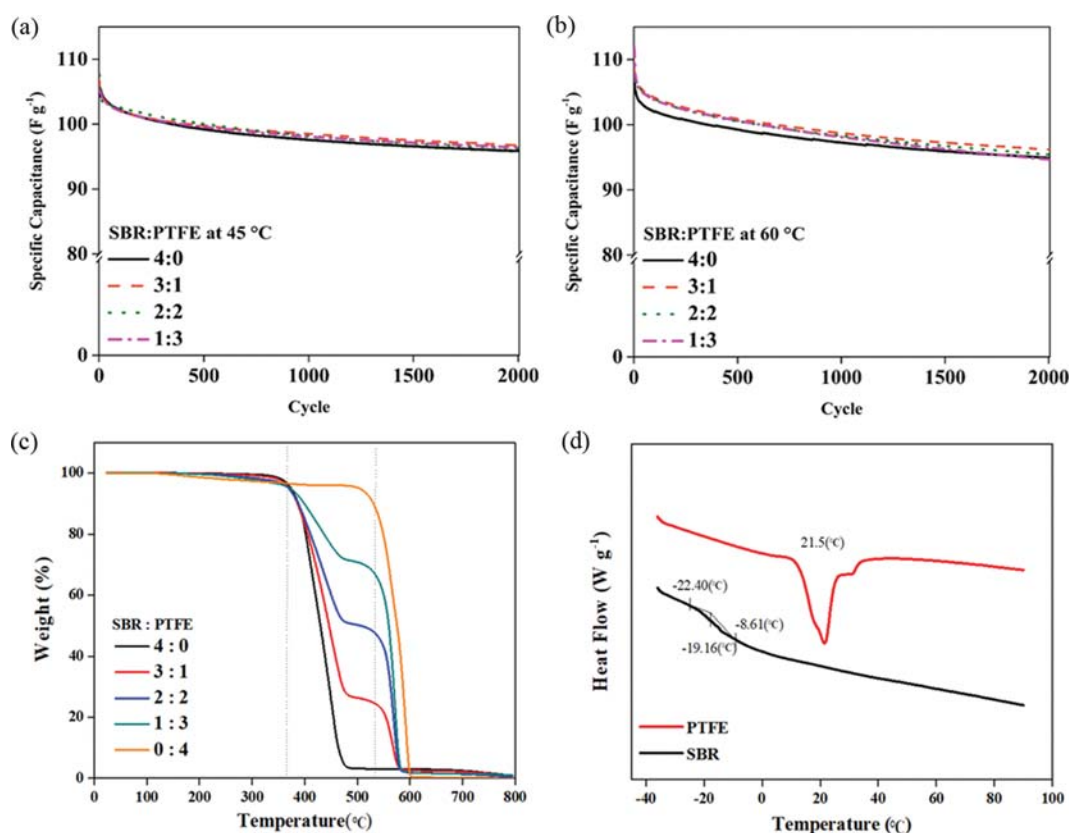 (a)
110
100
90
80
0
Specific Capacitance (F g⁻¹)
SBR:PTFE at 45 °C
4:0
3:1
2:2
1:3
0 500 1000 1500 2000
Cycle
(b)
110
100
90
80
0
Specific Capacitance (F g⁻¹)
SBR:PTFE at 60 °C
4:0
3:1
2:2
1:3
0 500 1000 1500 2000
Cycle
(c)
100
80
60
40
20
0
Weight (%)
SBR : PTFE
4 : 0
3 : 1
2 : 2
1 : 3
0 : 4
0 100 200 300 400 500 600 700 800
Temperature(°C)
(d)
Heat Flow (W g⁻¹)
21.5(°C)
-22.40(°C)
-8.61(°C)
-19.16(°C)
PTFE
SBR
-40 -20 0 20 40 60 80 100
Temperature (°C)